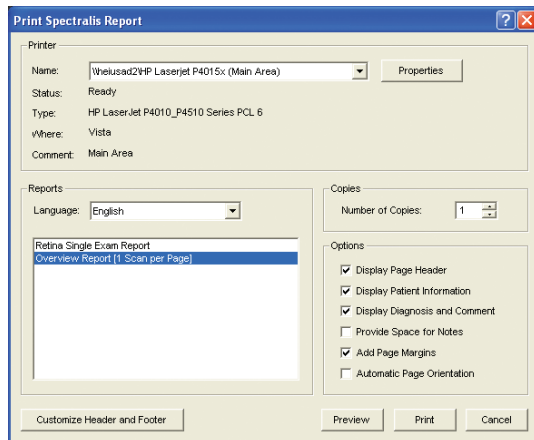 Print Spectralis Report
Printer
Name: \\heiusad2\HP Laserjet P4015x (Main Area) Properties
Status: Ready
Type: HP LaserJet P4010_P4510 Series PCL 6
Where: Vista
Comment: Main Area
Reports
Language: English
Retina Single Exam Report
Overview Report [1 Scan per Page]
Copies
Number of Copies: 1
Options
Display Page Header
Display Patient Information
Display Diagnosis and Comment
Provide Space for Notes
Add Page Margins
Automatic Page Orientation
Customize Header and Footer Preview Print Cancel